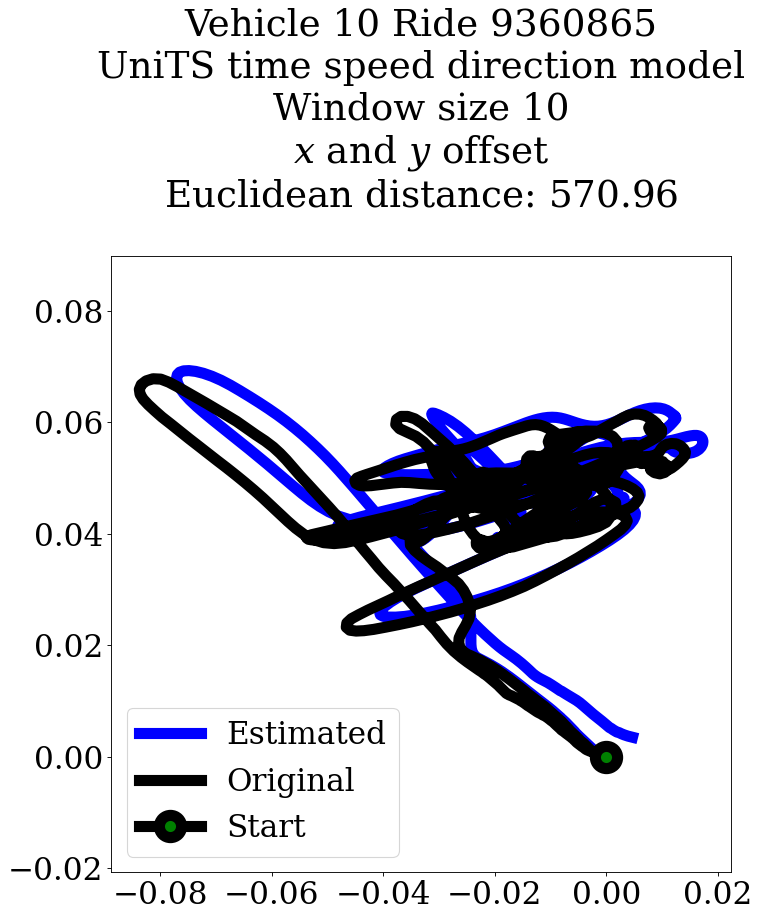 Vehicle 10 Ride 9360865
UniTS time speed direction model
Window size 10
x and y offset
Euclidean distance: 570.96
0.08
0.06
0.04
0.02
0.00
−0.02
Estimated
Original
Start
−0.08 −0.06 −0.04 −0.02 0.00 0.02